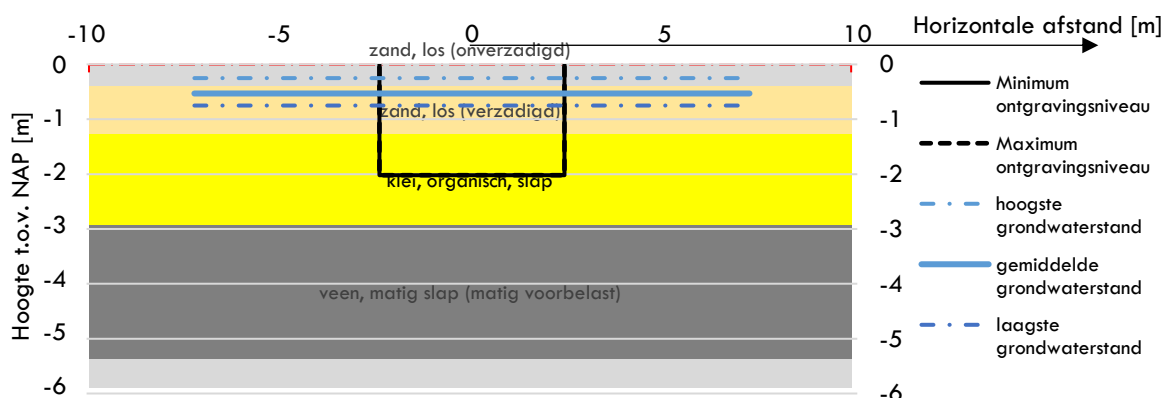 Horizontale afstand [m]
-10 -5 0 5 10
zand, los (onverzadigd)
Hoogte t.o.v. NAP [m]
0
-1
-2
-3
-4
-5
-6
zand, los (verzadigd)
klei, organisch, slap
veen, matig slap (matig voorbelast)
0
-1
-2
-3
-4
-5
-6
Minimum
ontgravingsniveau
Maximum
ontgravingsniveau
hoogste
grondwaterstand
gemiddelde
grondwaterstand
laagste
grondwaterstand